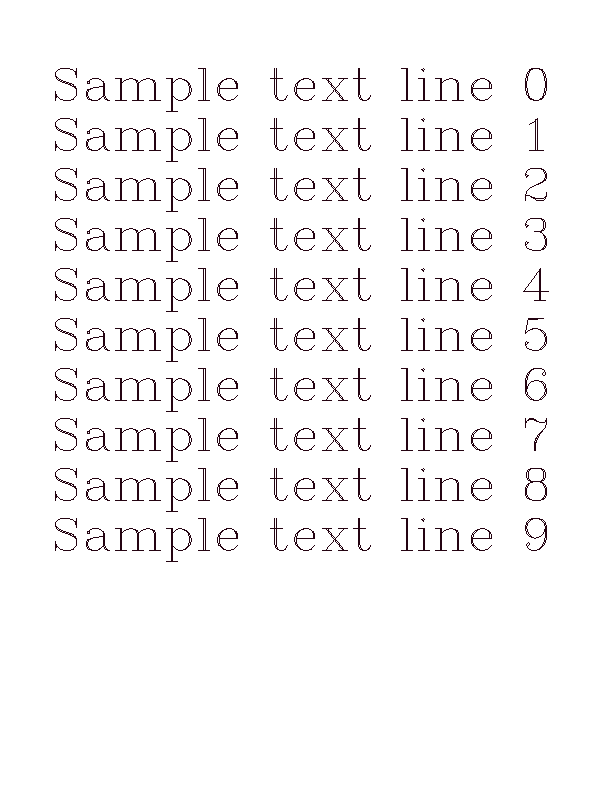 Sample text line 0
Sample text line 1
Sample text line 2
Sample text line 3
Sample text line 4
Sample text line 5
Sample text line 6
Sample text line 7
Sample text line 8
Sample text line 9